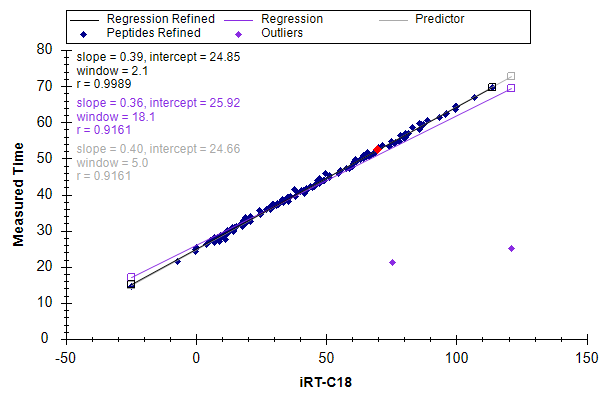 Regression Refined Regression Predictor
Peptides Refined Outliers
80
70
60
50
40
30
20
10
0
Measured Time
slope = 0.39, intercept = 24.85
window = 2.1
r = 0.9989
slope = 0.36, intercept = 25.92
window = 18.1
r = 0.9161
slope = 0.40, intercept = 24.66
window = 5.0
r = 0.9161
-50 0 50 100 150
iRT-C18